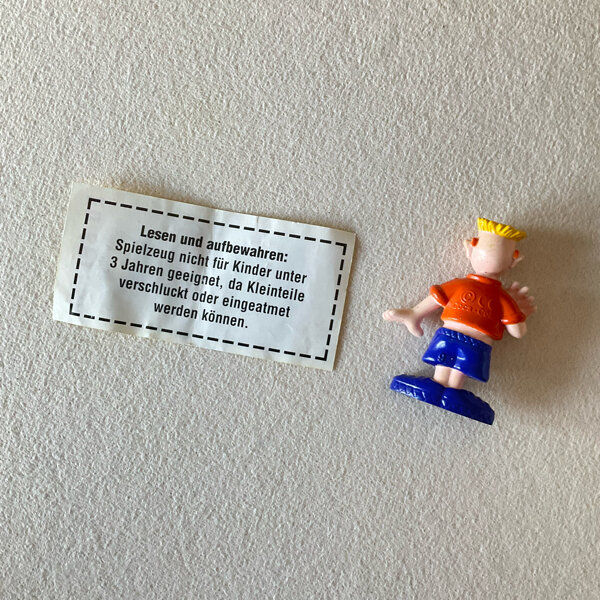 Lesen und aufbewahren:
Spielzeug nicht für Kinder unter
3 Jahren geeignet, da Kleinteile
verschluckt oder eingeatmet
werden können.